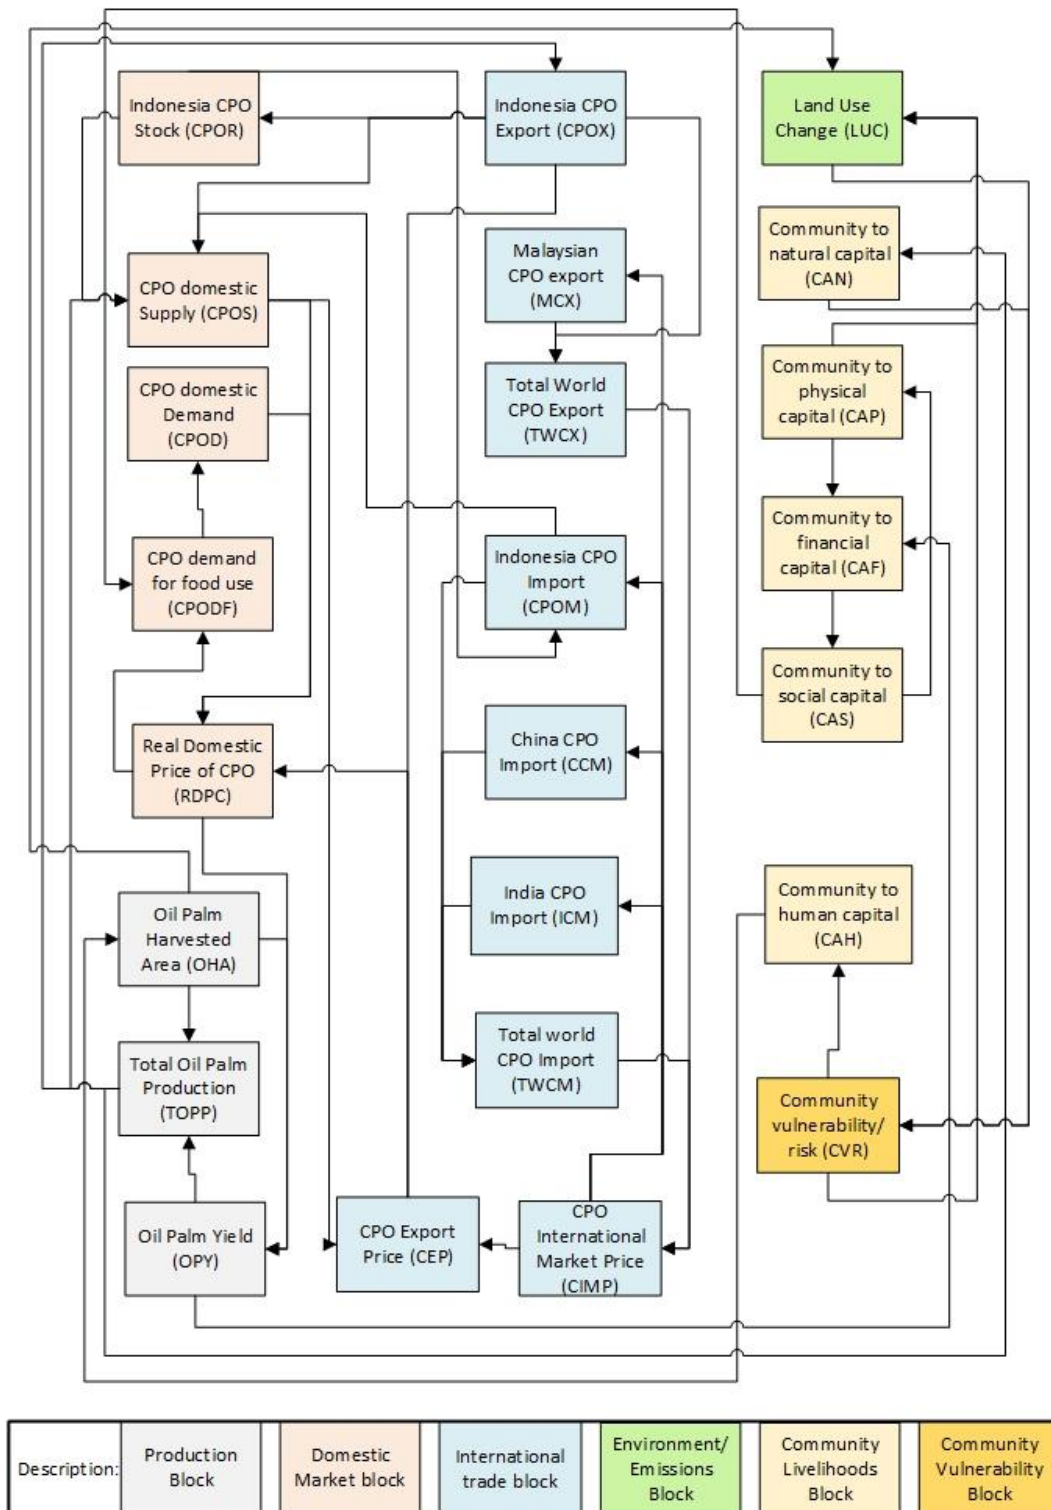 Indonesia CPO
Stock (CPOR)
Indonesia CPO
Export (CPOX)
Land Use
Change (LUC)
Malaysian
CPO export
(MCX)
Community to
natural capital
(CAN)
CPO domestic
Supply (CPOS)
CPO domestic
Demand
(CPOD)
Total World
CPO Export
(TWCX)
Community to
physical
capital (CAP)
CPO demand
for food use
(CPODF)
Indonesia CPO
Import
(CPOM)
Community to
financial
capital (CAF)
Community to
social capital
(CAS)
Real Domestic
Price of CPO
(RDPC)
China CPO
Import (CCM)
Oil Palm
Harvested
Area (OHA)
India CPO
Import (ICM)
Community to
human capital
(CAH)
Total Oil Palm
Production
(TOPP)
Total world
CPO Import
(TWCM)
Community
vulnerability/
risk (CVR)
Oil Palm Yield
(OPY)
CPO Export
Price (CEP)
CPO
International
Market Price
(CIMP)
Description:
Production
Block
Domestic
Market block
International
trade block
Environment/
Emissions
Block
Community
Livelihoods
Block
Community
Vulnerability
Block